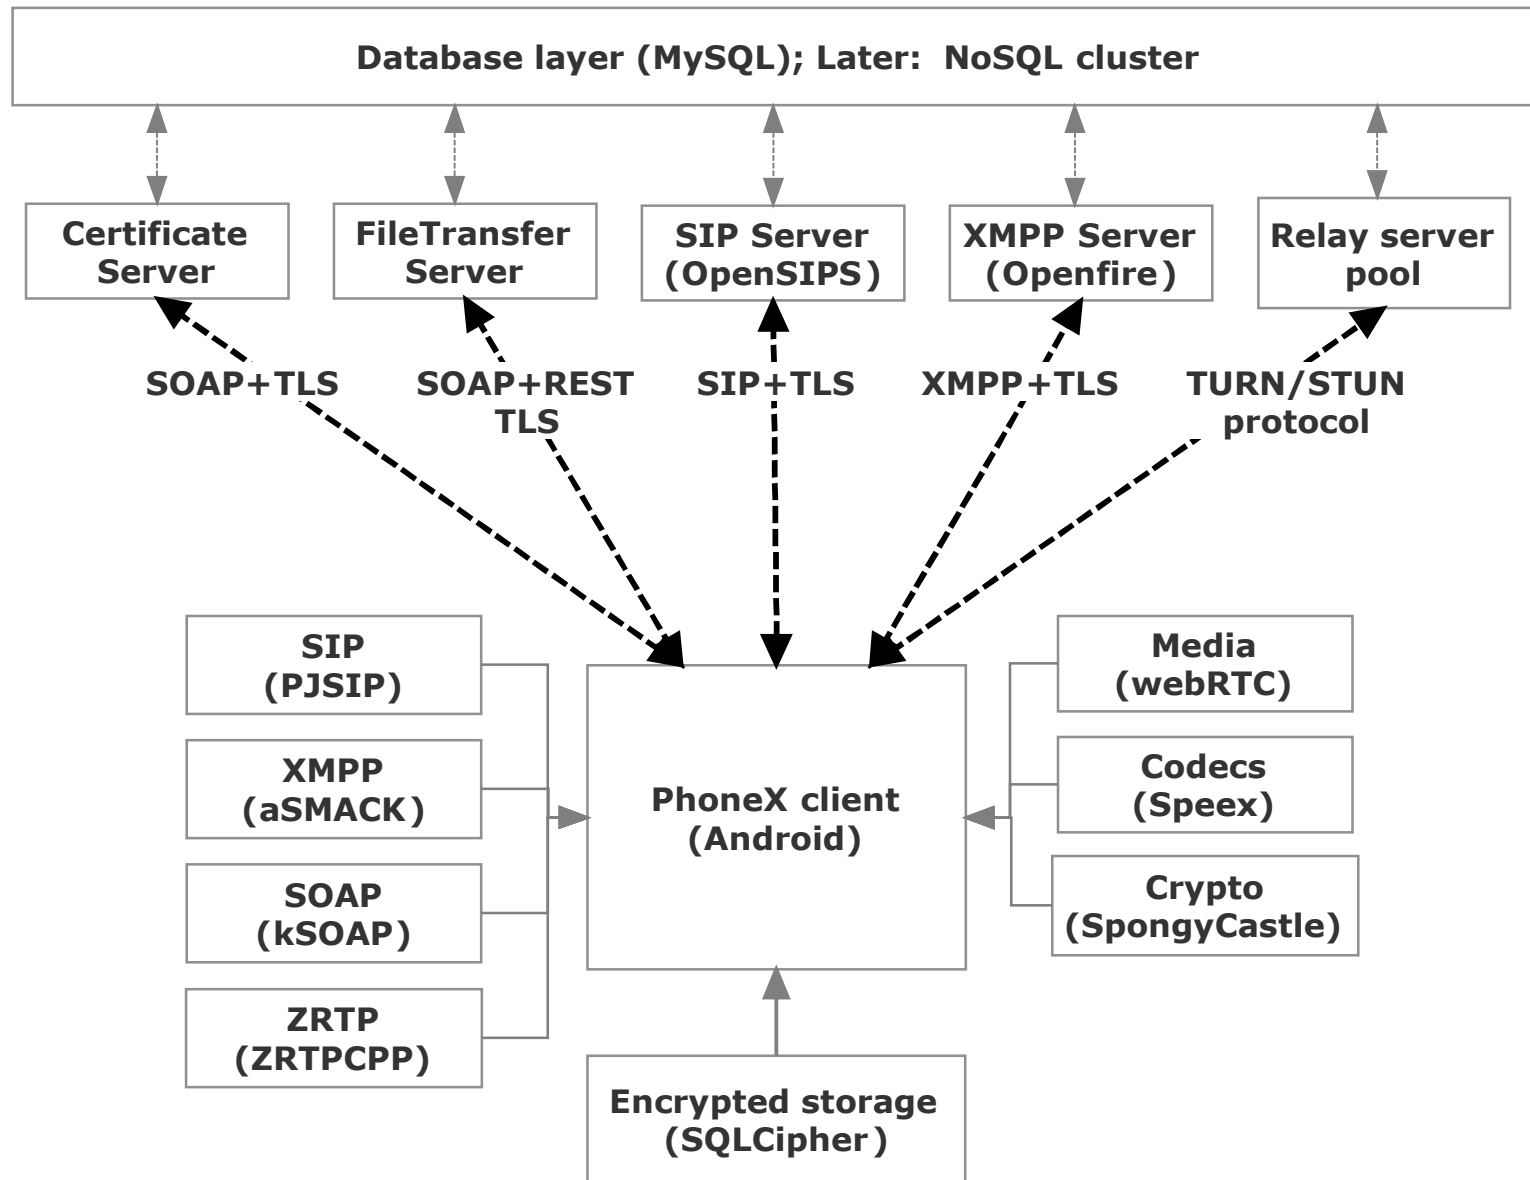 Database layer (MySQL); Later: NoSQL cluster
Certificate
Server
FileTransfer
Server
SIP Server
(OpenSIPS)
XMPP Server
(Openfire)
Relay server
pool
SOAP+TLS
SOAP+REST
TLS
SIP+TLS
XMPP+TLS
TURN/STUN
protocol
SIP
(PJSIP)
XMPP
(aSMACK)
SOAP
(kSOAP)
ZRTP
(ZRTPCPP)
PhoneX client
(Android)
Media
(webRTC)
Codecs
(Speex)
Crypto
(SpongyCastle)
Encrypted storage
(SQLCipher)